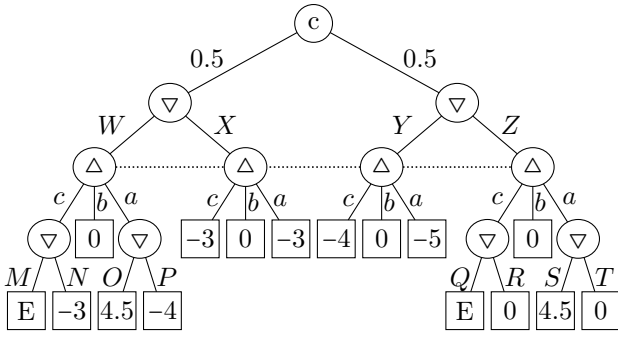 c
0.5 0.5
▽ ▽
W X Y Z
△ △ △ △
c b a c b a c b a c b a
▽ 0 ▽ −3 0 −3 −4 0 −5 ▽ 0 ▽
M N O P Q R S T
E −3 4.5 −4 E 0 4.5 0